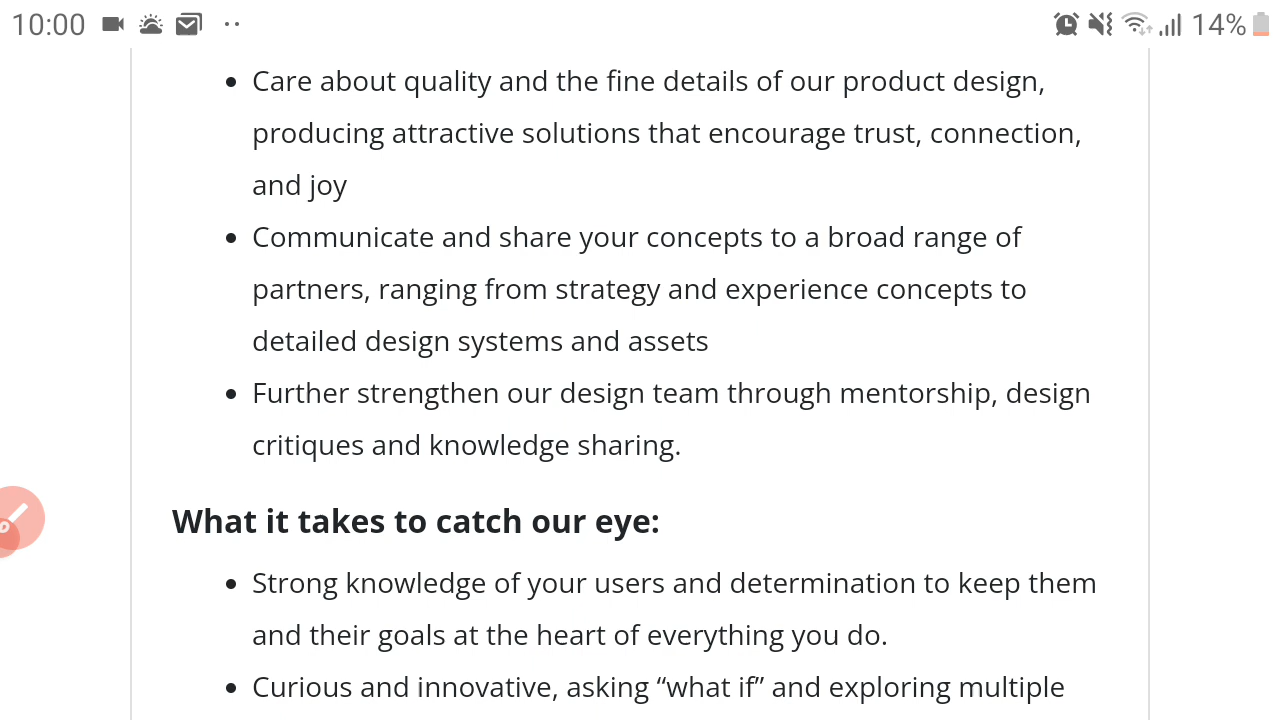 10:00
14%
Care about quality and the fine details of our product design,
producing attractive solutions that encourage trust, connection,
and joy
Communicate and share your concepts to a broad range of
partners, ranging from strategy and experience concepts to
detailed design systems and assets
Further strengthen our design team through mentorship, design
critiques and knowledge sharing.
What it takes to catch our eye:
Strong knowledge of your users and determination to keep them
and their goals at the heart of everything you do.
Curious and innovative, asking “what if” and exploring multiple